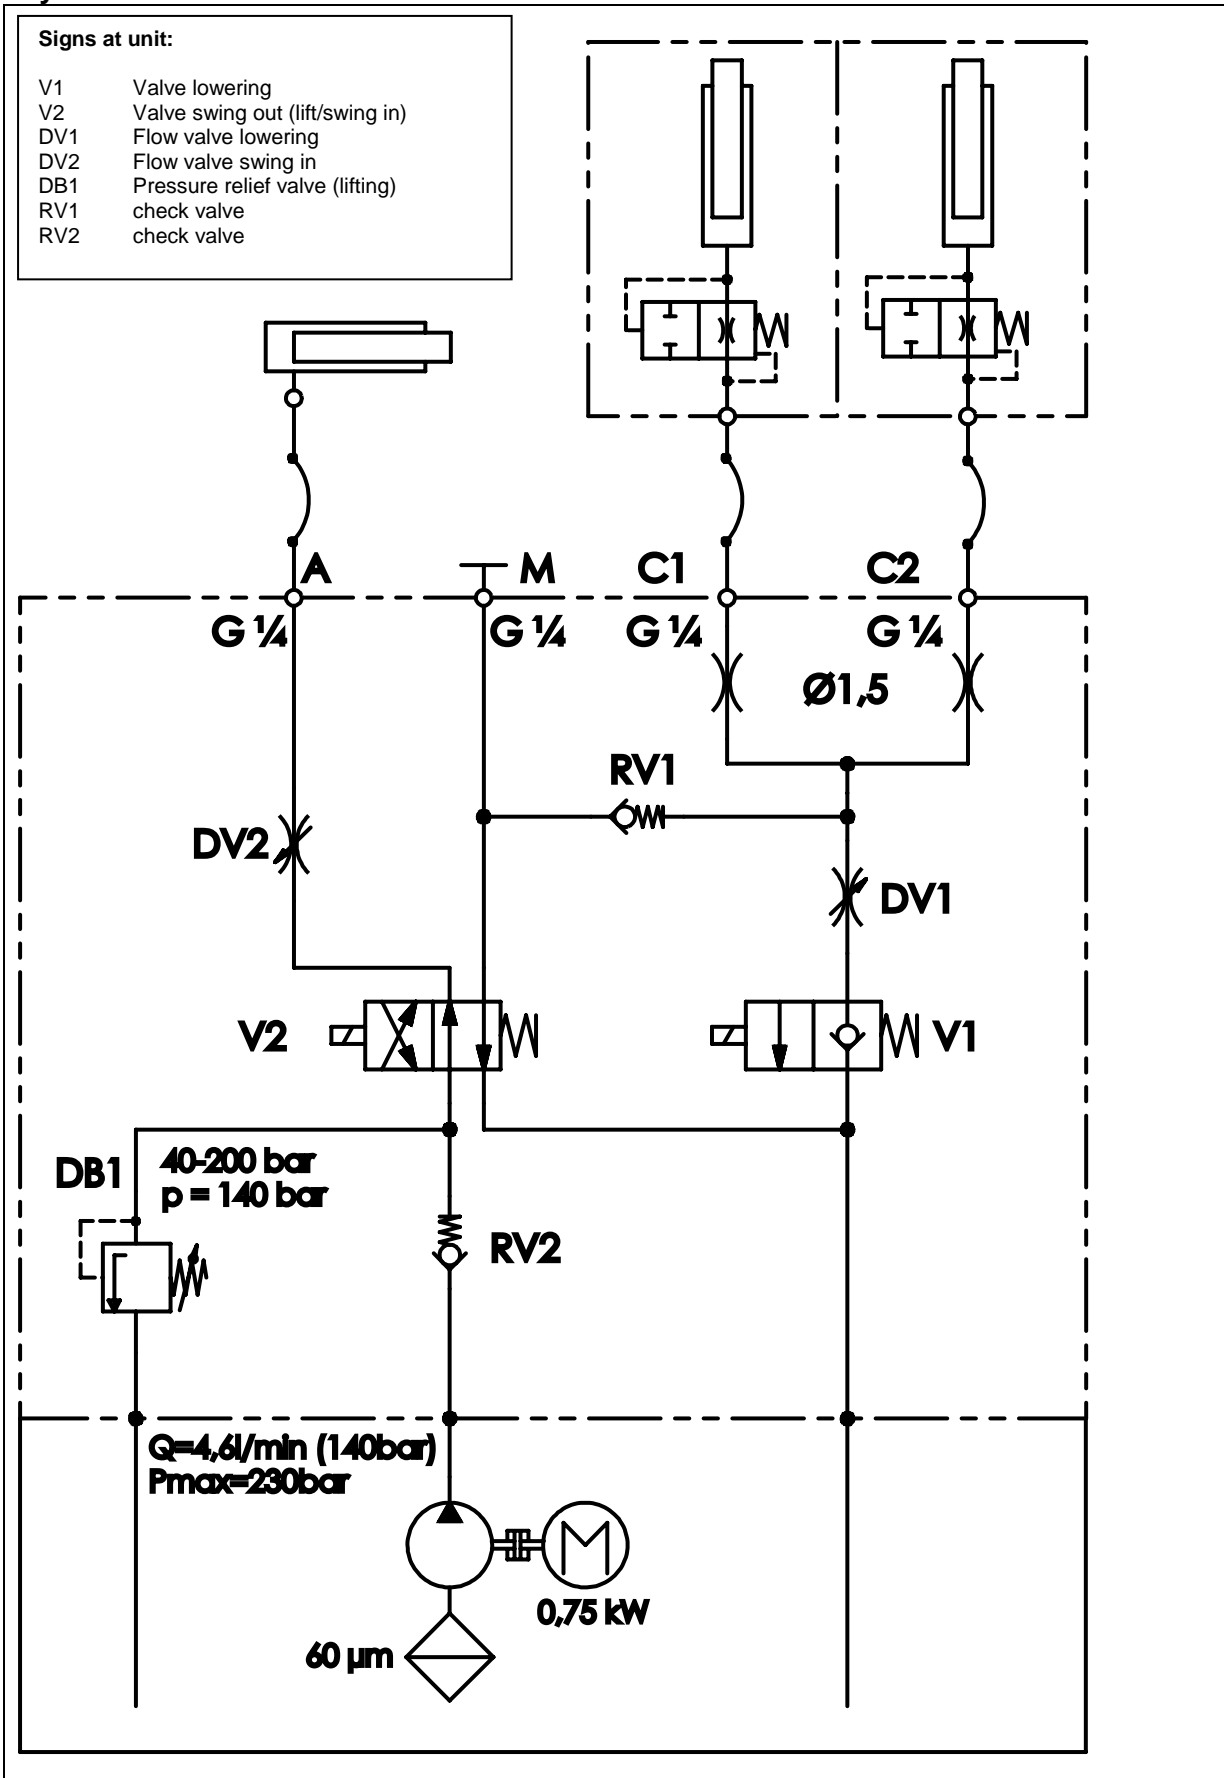 Signs at unit:
V1 Valve lowering
V2 Valve swing out (lift/swing in)
DV1 Flow valve lowering
DV2 Flow valve swing in
DB1 Pressure relief valve (lifting)
RV1 check valve
RV2 check valve
A M C1 C2
G ¼ G ¼ G ¼ G ¼
Ø1,5
RV1
DV2
DV1
V2
V1
DB1
40-200 bar
p = 140 bar
RV2
Q=4,6l/min (140bar)
Pmax=230bar
M
0,75 kW
60 µm